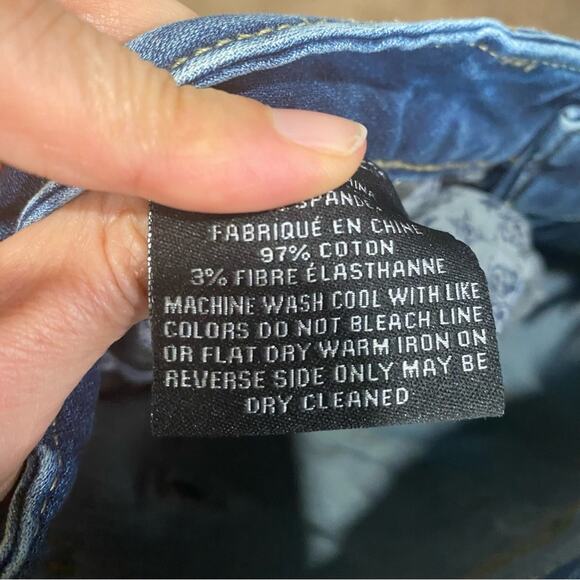 SPANDEX
FABRIQUÉ EN CHINE
97% COTON
3% FIBRE ÉLASTHANNE
MACHINE WASH COOL WITH LIKE
COLORS DO NOT BLEACH LINE
OR FLAT DRY WARM IRON ON
REVERSE SIDE ONLY MAY BE
DRY CLEANED